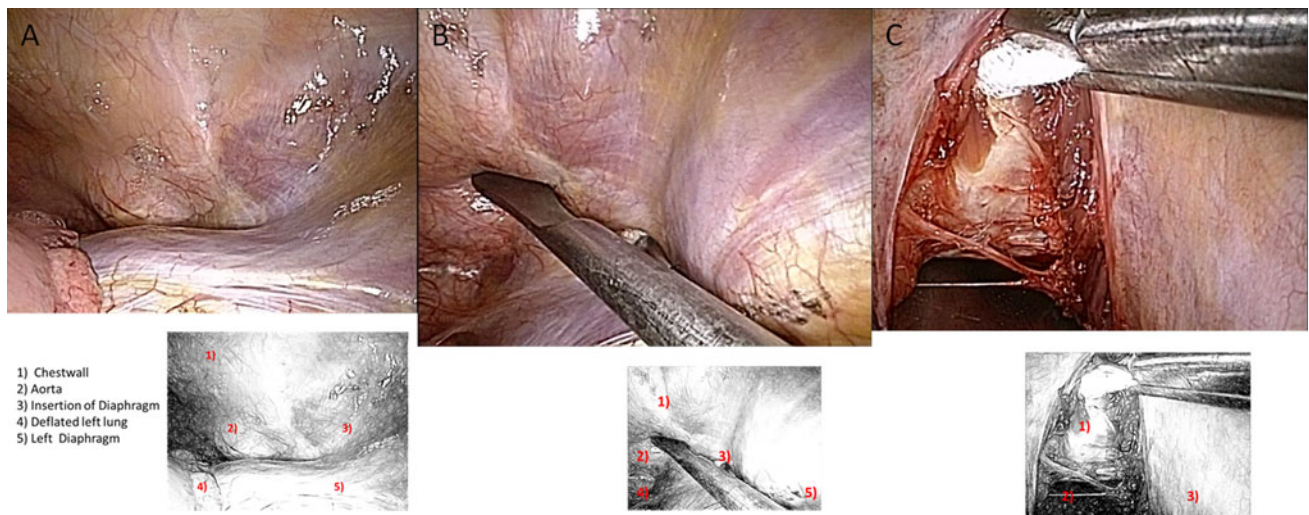 A
B
C
1) Chestwall
2) Aorta
3) Insertion of Diaphragm
4) Deflated left lung
5) Left Diaphragm
1)
2)
3)
4)
5)
1)
2)
3)
4)
5)
1)
2)
3)